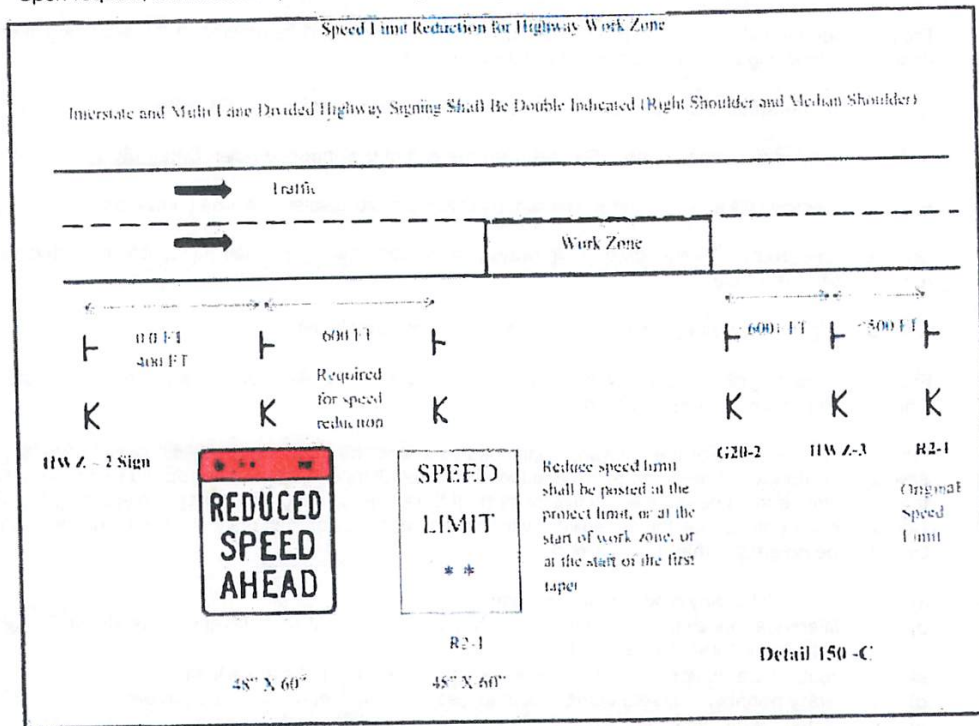 Speed Limit Reduction for Highway Work Zone
Interstate and Multi Lane Divided Highway Signing Shall Be Double Indicated (Right Shoulder and Median Shoulder)
Traffic
Work Zone
600 FT
600 FT
500 FT
400 FT
Required
for speed
reduction
HWZ - 2 Sign
G20-2
HWZ-3
R2-1
REDUCED
SPEED
AHEAD
SPEED
LIMIT
* *
Reduce speed limit
shall be posted at the
project limit, or at the
start of work zone, or
at the start of the first
taper
Original
Speed
Limit
R2-1
48" X 60"
48" X 60"
Detail 150 -C